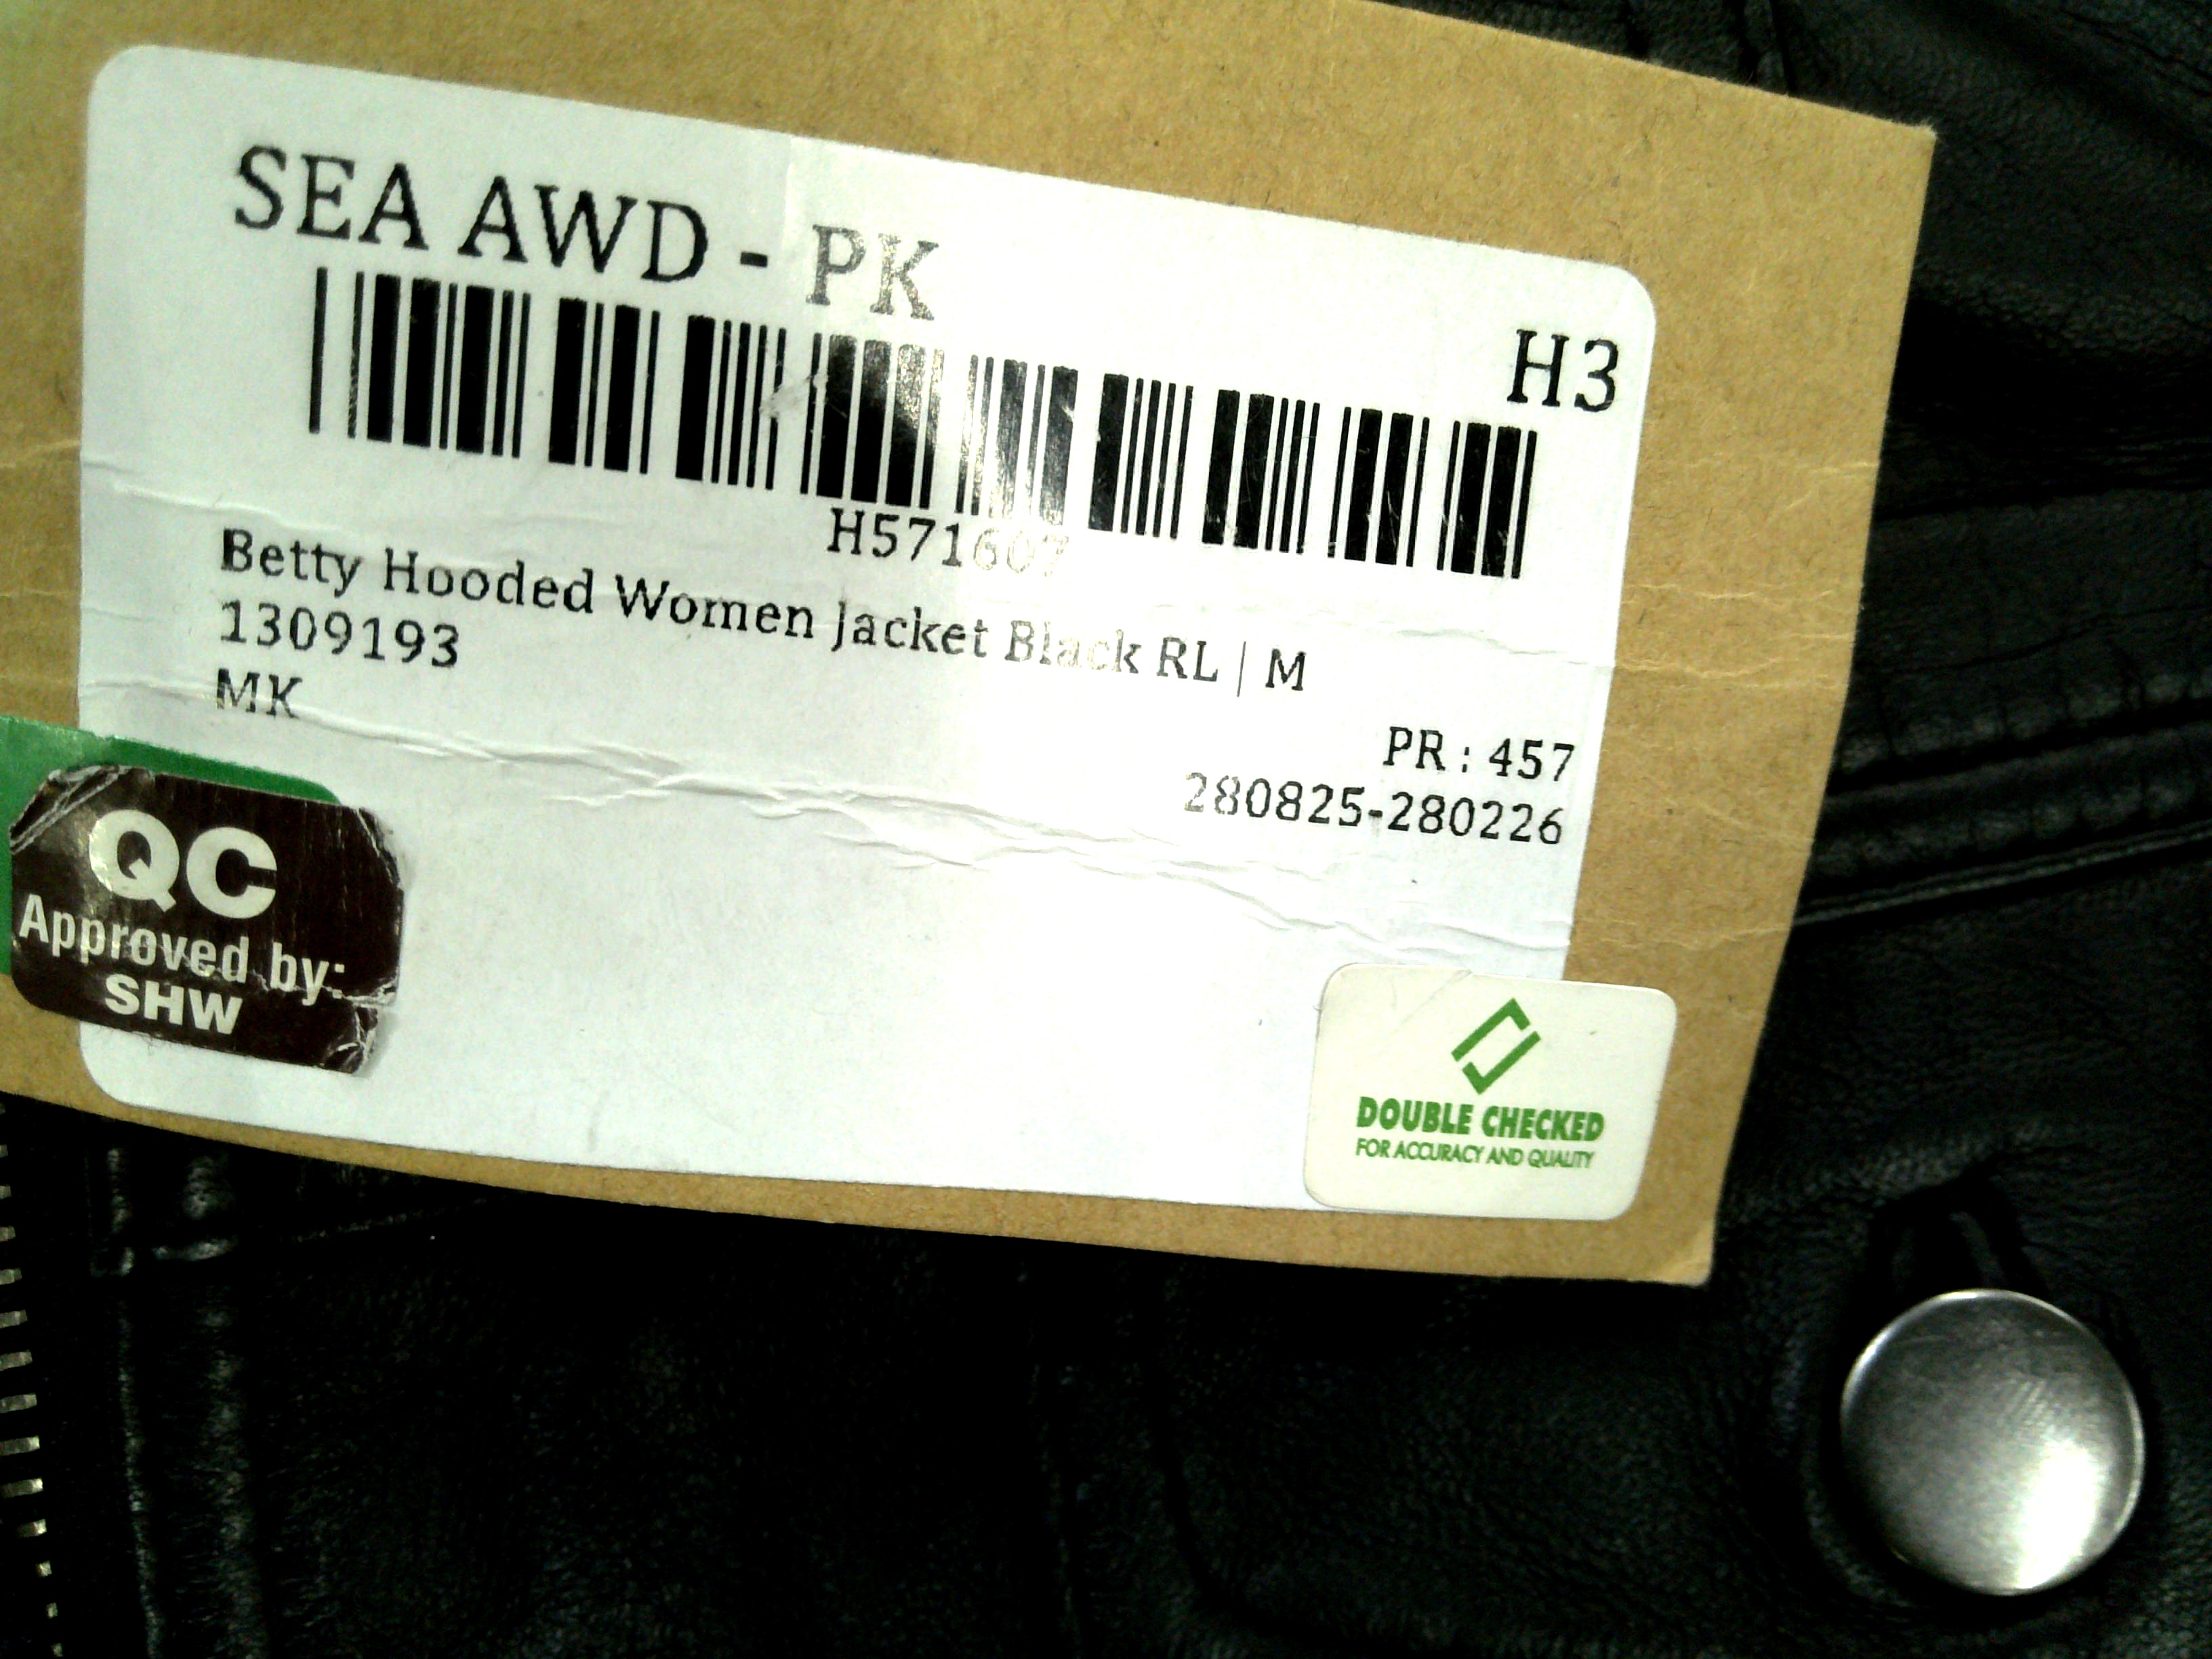 SEA AWD - PK
H3
H571607
Betty Hooded Women Jacket Black RL | M
1309193
MK
PR : 457
280825-280226
QC
Approved by:
SHW
DOUBLE CHECKED
FOR ACCURACY AND QUALITY